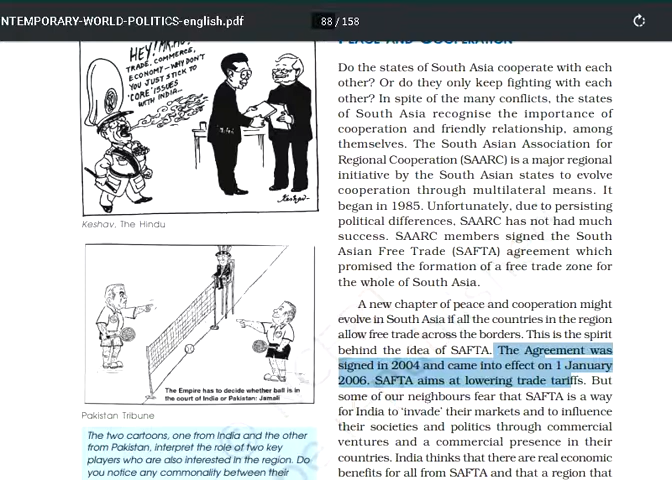 NTEMPORARY-WORLD-POLITICS-english.pdf
88 / 158
PEACE AND COOPERATION
HEY! MR.
TRADE, COMMERCE,
ECONOMY - WHY DON'T
YOU JUST STICK TO
'CORE' ISSUES
WITH INDIA...
Keshav
Keshav, The Hindu
The Empire has to decide whether ball is in
the court of India or Pakistan: Jamali
Pakistan Tribune
The two cartoons, one from India and the other
from Pakistan, interpret the role of two key
players who are also interested in the region. Do
you notice any commonality between their
Do the states of South Asia cooperate with each
other? Or do they only keep fighting with each
other? In spite of the many conflicts, the states
of South Asia recognise the importance of
cooperation and friendly relationship, among
themselves. The South Asian Association for
Regional Cooperation (SAARC) is a major regional
initiative by the South Asian states to evolve
cooperation through multilateral means. It
began in 1985. Unfortunately, due to persisting
political differences, SAARC has not had much
success. SAARC members signed the South
Asian Free Trade (SAFTA) agreement which
promised the formation of a free trade zone for
the whole of South Asia.
A new chapter of peace and cooperation might
evolve in South Asia if all the countries in the region
allow free trade across the borders. This is the spirit
behind the idea of SAFTA. The Agreement was
signed in 2004 and came into effect on 1 January
2006. SAFTA aims at lowering trade tariffs. But
some of our neighbours fear that SAFTA is a way
for India to 'invade' their markets and to influence
their societies and politics through commercial
ventures and a commercial presence in their
countries. India thinks that there are real economic
benefits for all from SAFTA and that a region that